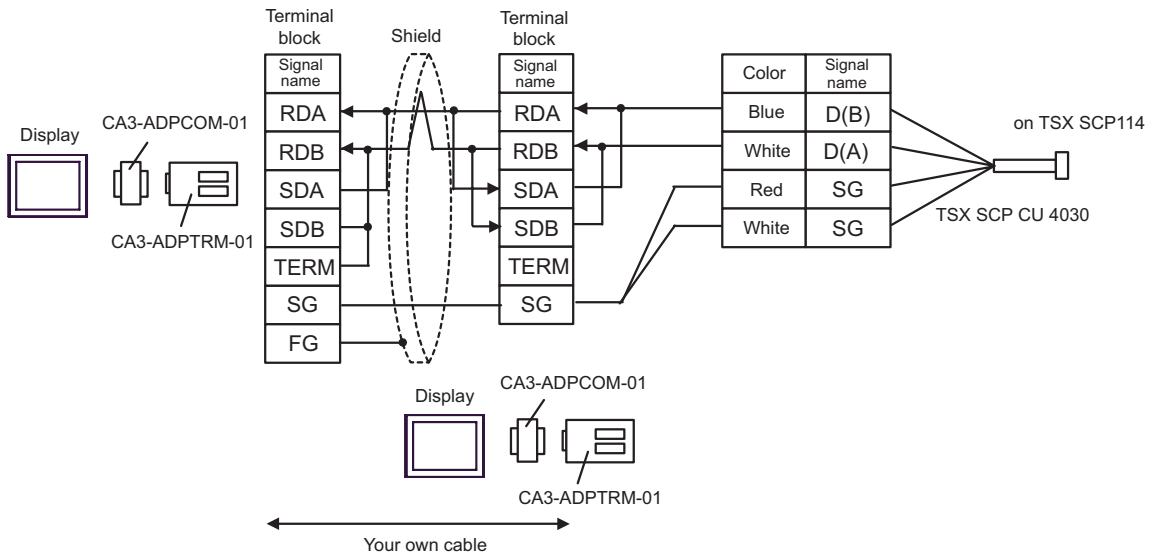 Terminal
block
Shield
Terminal
block
Signal
name
Signal
name
Color
Signal
name
RDA
RDA
Blue
D(B)
on TSX SCP114
Display
CA3-ADPCOM-01
RDB
RDB
White
D(A)
SDA
SDA
Red
SG
TSX SCP CU 4030
CA3-ADPTRM-01
SDB
SDB
White
SG
TERM
TERM
SG
SG
FG
Display
CA3-ADPCOM-01
CA3-ADPTRM-01
Your own cable